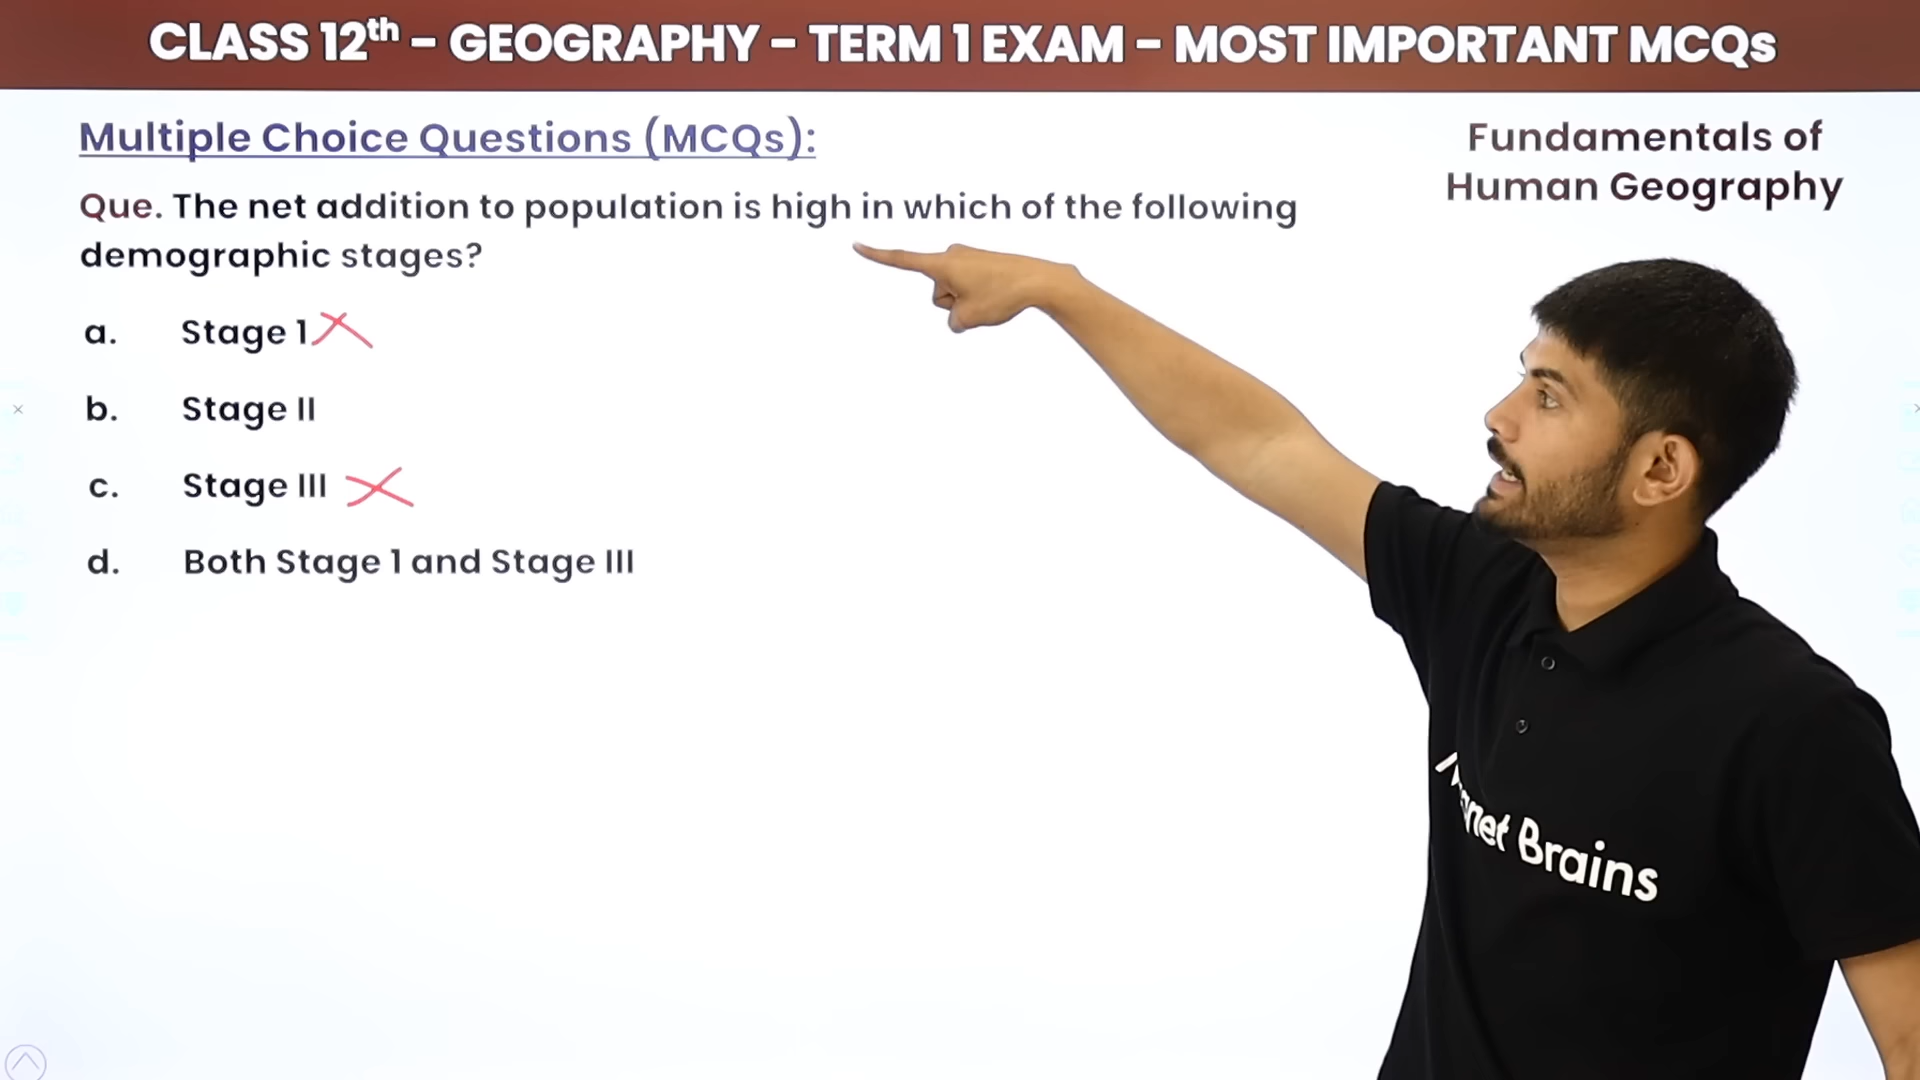 CLASS 12th - GEOGRAPHY - TERM 1 EXAM - MOST IMPORTANT MCQs
Multiple Choice Questions (MCQs):
Fundamentals of
Human Geography
Que. The net addition to population is high in which of the following
demographic stages?
a. Stage 1
b. Stage II
c. Stage III
d. Both Stage 1 and Stage III
Brains